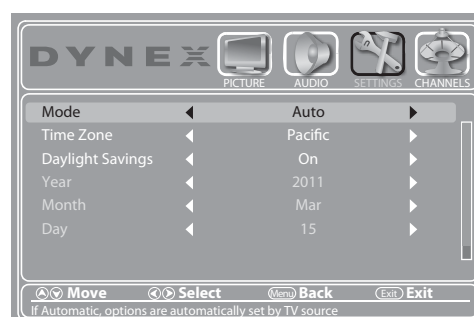 DYNEX
PICTURE AUDIO SETTINGS CHANNELS
Mode Auto
Time Zone Pacific
Daylight Savings On
Year 2011
Month Mar
Day 15
Move Select Menu Back Exit Exit
If Automatic, options are automatically set by TV source